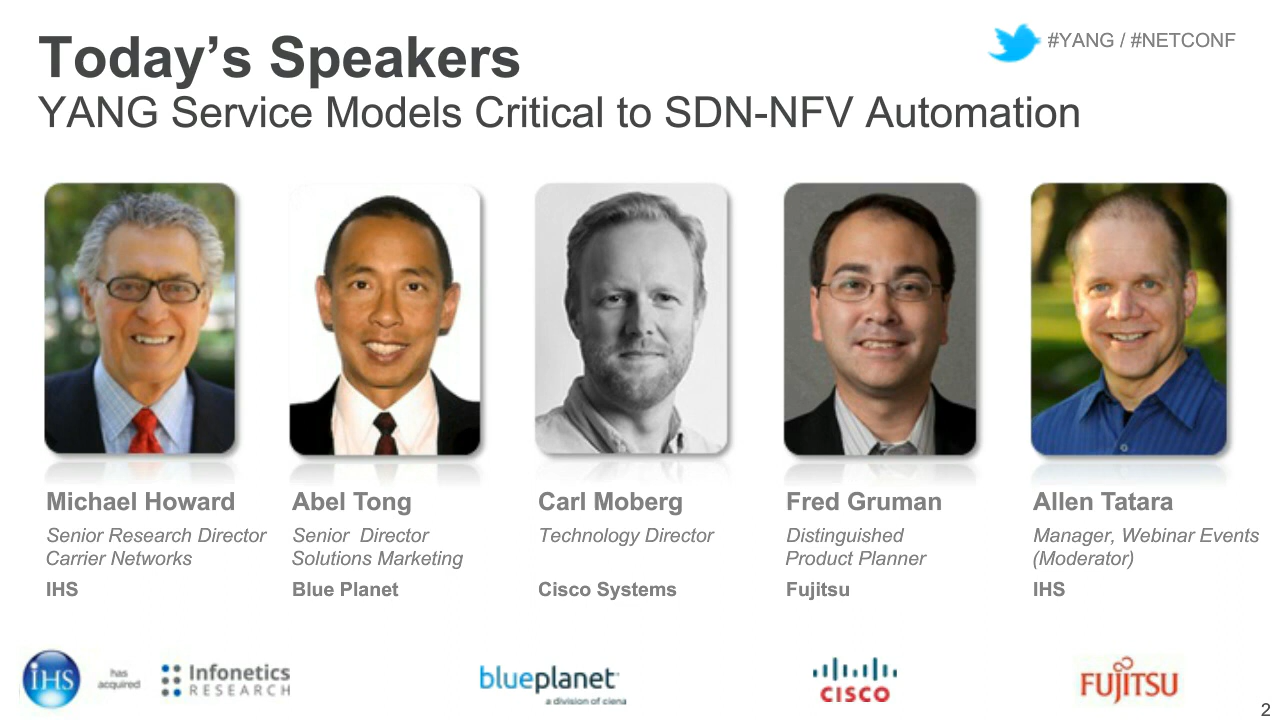 Today’s Speakers
#YANG / #NETCONF
YANG Service Models Critical to SDN-NFV Automation
Michael Howard
Senior Research Director
Carrier Networks
IHS
Abel Tong
Senior Director
Solutions Marketing
Blue Planet
Carl Moberg
Technology Director
Cisco Systems
Fred Gruman
Distinguished
Product Planner
Fujitsu
Allen Tatara
Manager, Webinar Events
(Moderator)
IHS
IHS
has
acquired
Infonetics
RESEARCH
blueplanet
a division of ciena
CISCO
FUJITSU
2